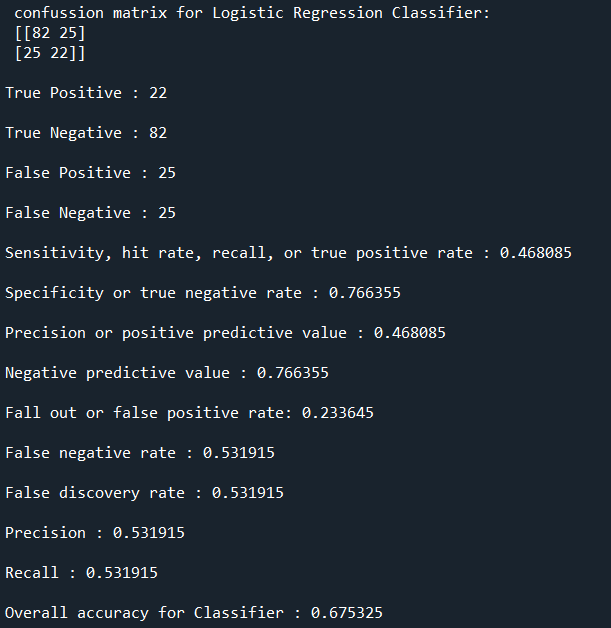 confussion matrix for Logistic Regression Classifier:
[[82 25]
[25 22]]
True Positive : 22
True Negative : 82
False Positive : 25
False Negative : 25
Sensitivity, hit rate, recall, or true positive rate : 0.468085
Specificity or true negative rate : 0.766355
Precision or positive predictive value : 0.468085
Negative predictive value : 0.766355
Fall out or false positive rate: 0.233645
False negative rate : 0.531915
False discovery rate : 0.531915
Precision : 0.531915
Recall : 0.531915
Overall accuracy for Classifier : 0.675325